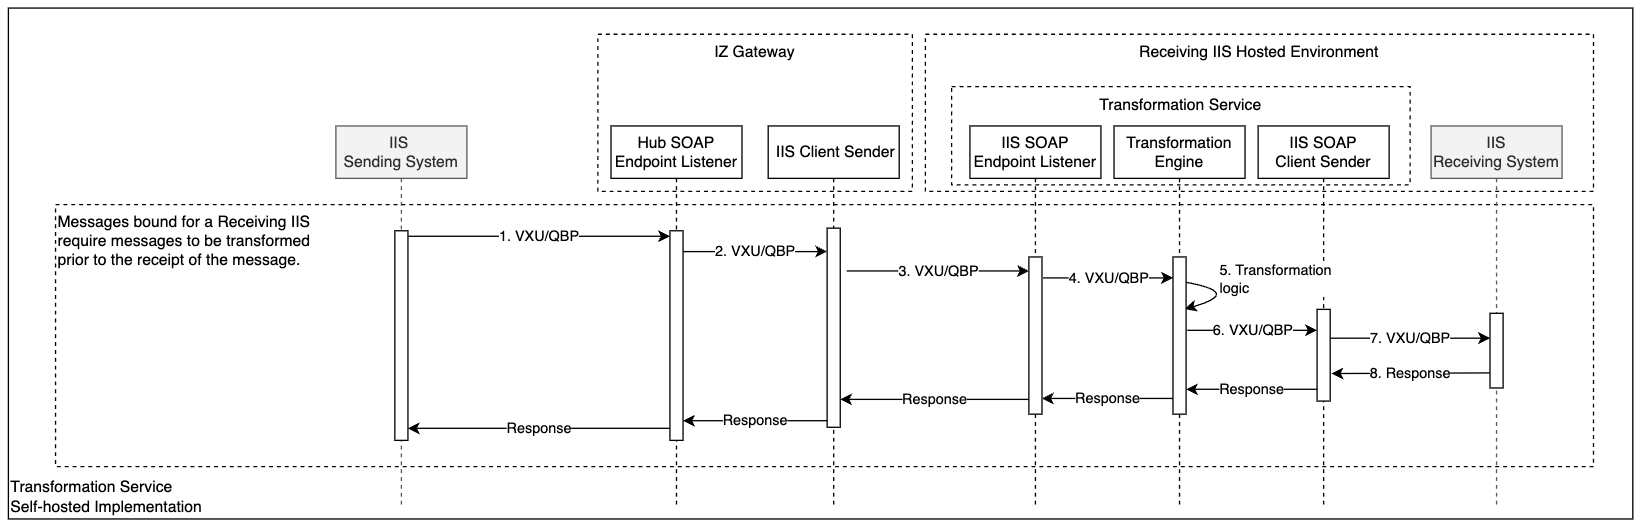 IZ Gateway
Receiving IIS Hosted Environment
Transformation Service
IIS
Sending System
Hub SOAP
Endpoint Listener
IIS Client Sender
IIS SOAP
Endpoint Listener
Transformation
Engine
IIS SOAP
Client Sender
IIS
Receiving System
Messages bound for a Receiving IIS
require messages to be transformed
prior to the receipt of the message.
1. VXU/QBP
2. VXU/QBP
3. VXU/QBP
4. VXU/QBP
5. Transformation
logic
6. VXU/QBP
7. VXU/QBP
8. Response
Response
Response
Response
Response
Response
Transformation Service
Self-hosted Implementation